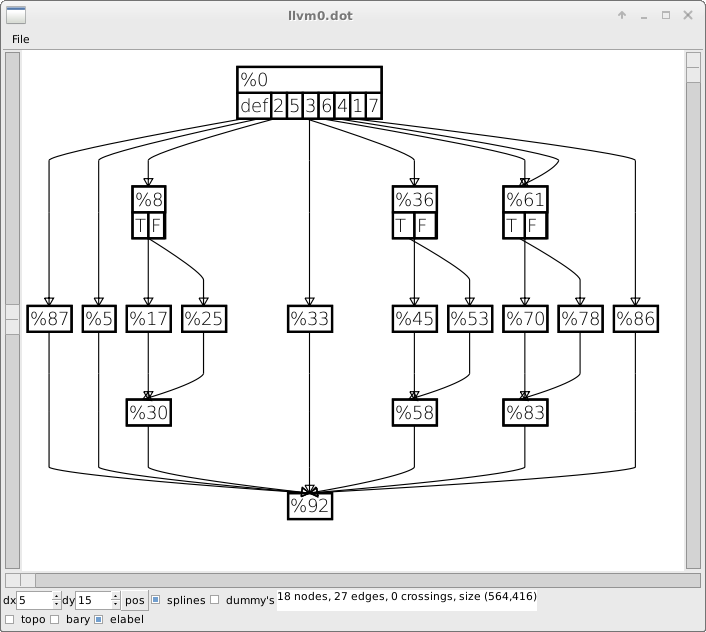 llvm0.dot
File
%0
def 2 5 3 6 4 1 7
%8 %36 %61
T F T F T F
%87 %5 %17 %25 %33 %45 %53 %70 %78 %86
%30 %58 %83
%92
dx 5 dy 15 pos splines dummy's 18 nodes, 27 edges, 0 crossings, size (564,416)
topo bary elabel